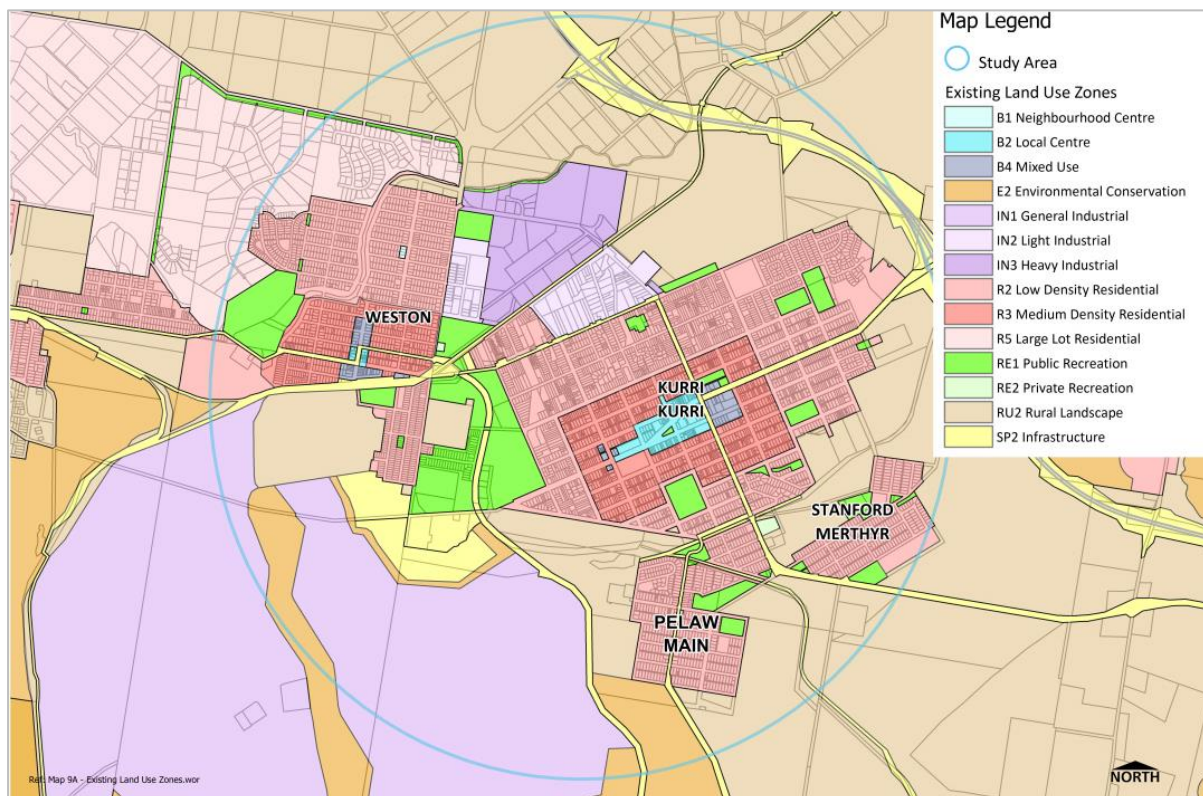 Map Legend
Study Area
Existing Land Use Zones
B1 Neighbourhood Centre
B2 Local Centre
B4 Mixed Use
E2 Environmental Conservation
IN1 General Industrial
IN2 Light Industrial
IN3 Heavy Industrial
R2 Low Density Residential
R3 Medium Density Residential
R5 Large Lot Residential
RE1 Public Recreation
RE2 Private Recreation
RU2 Rural Landscape
SP2 Infrastructure
WESTON
KURRI
KURRI
STANFORD
MERTHYR
PELAW
MAIN
Ref: Map 9A - Existing Land Use Zones.wor
NORTH